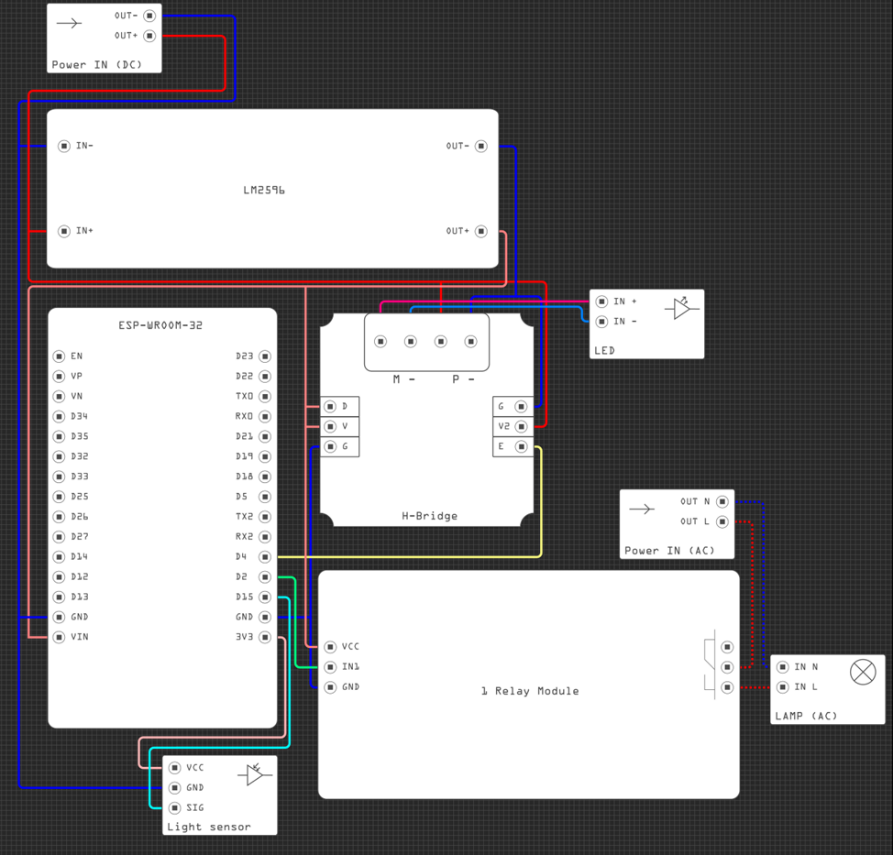 OUT-
OUT+
Power IN (DC)
IN-
OUT-
LM2596
IN+
OUT+
ESP-WROOM-32
EN
D23
VP
D22
VN
TX0
D34
RX0
D35
D21
D32
D19
D33
D18
D25
D5
D26
TX2
D27
RX2
D14
D4
D12
D2
D13
D15
GND
GND
VIN
3V3
M -
P -
D
G
V
V2
G
E
H-Bridge
IN +
IN -
LED
OUT N
OUT L
Power IN (AC)
VCC
IN1
GND
1 Relay Module
IN N
IN L
LAMP (AC)
VCC
GND
SIG
Light sensor